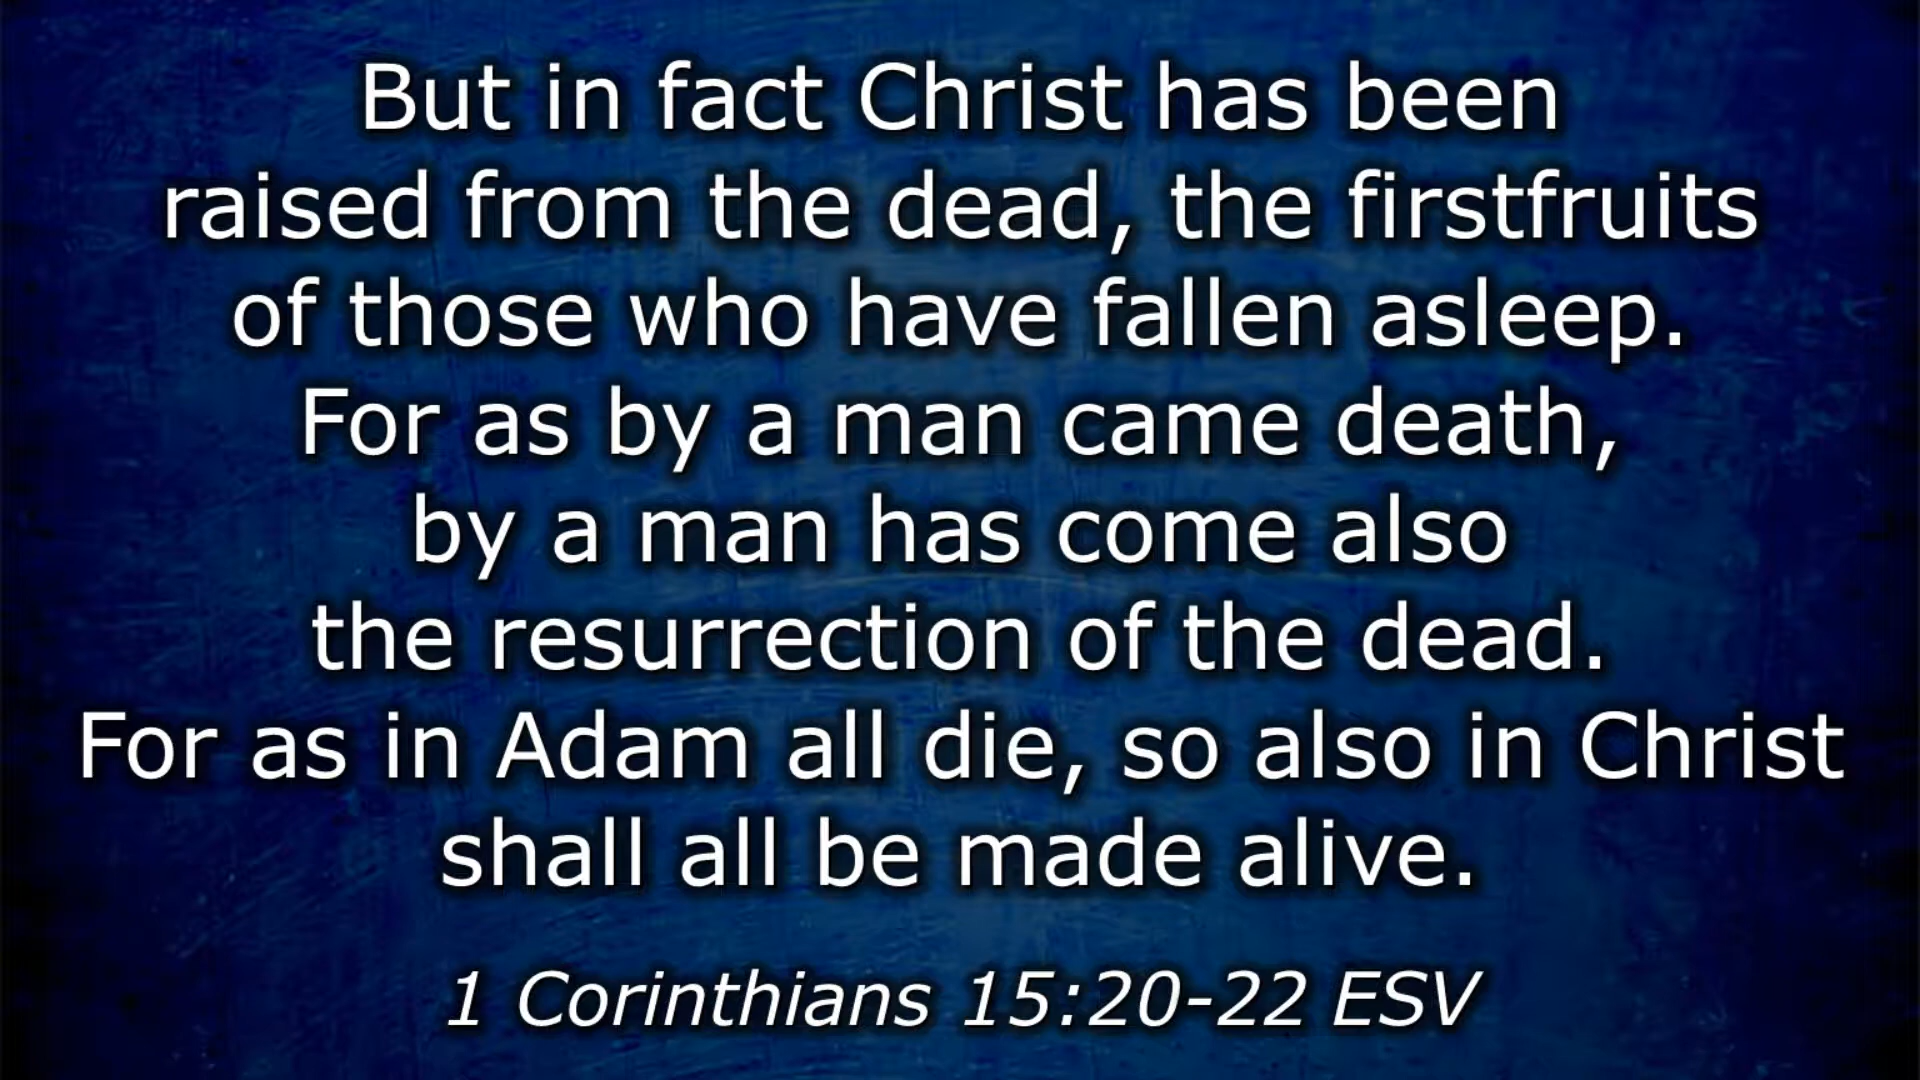 But in fact Christ has been
raised from the dead, the firstfruits
of those who have fallen asleep.
For as by a man came death,
by a man has come also
the resurrection of the dead.
For as in Adam all die, so also in Christ
shall all be made alive.
1 Corinthians 15:20-22 ESV